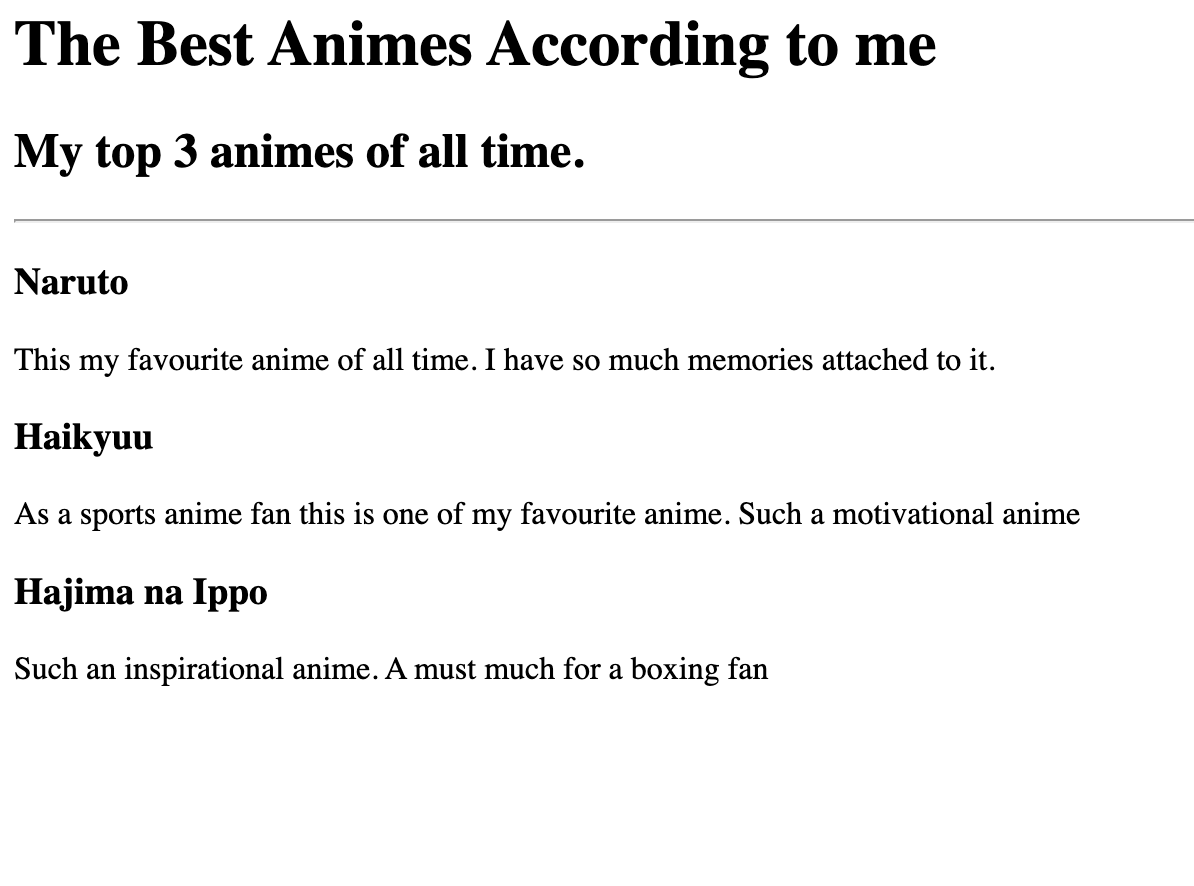 The Best Animes According to me
My top 3 animes of all time.
Naruto
This my favourite anime of all time. I have so much memories attached to it.
Haikyuu
As a sports anime fan this is one of my favourite anime. Such a motivational anime
Hajima na Ippo
Such an inspirational anime. A must much for a boxing fan